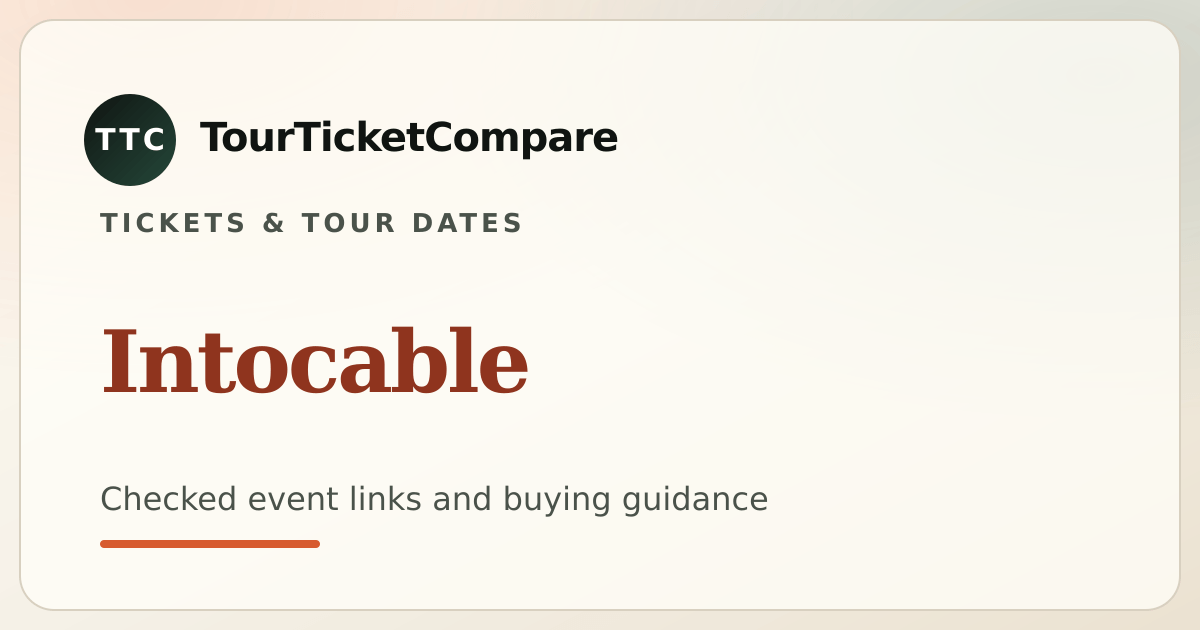 TTC TourTicketCompare
TICKETS & TOUR DATES
Intocable
Checked event links and buying guidance